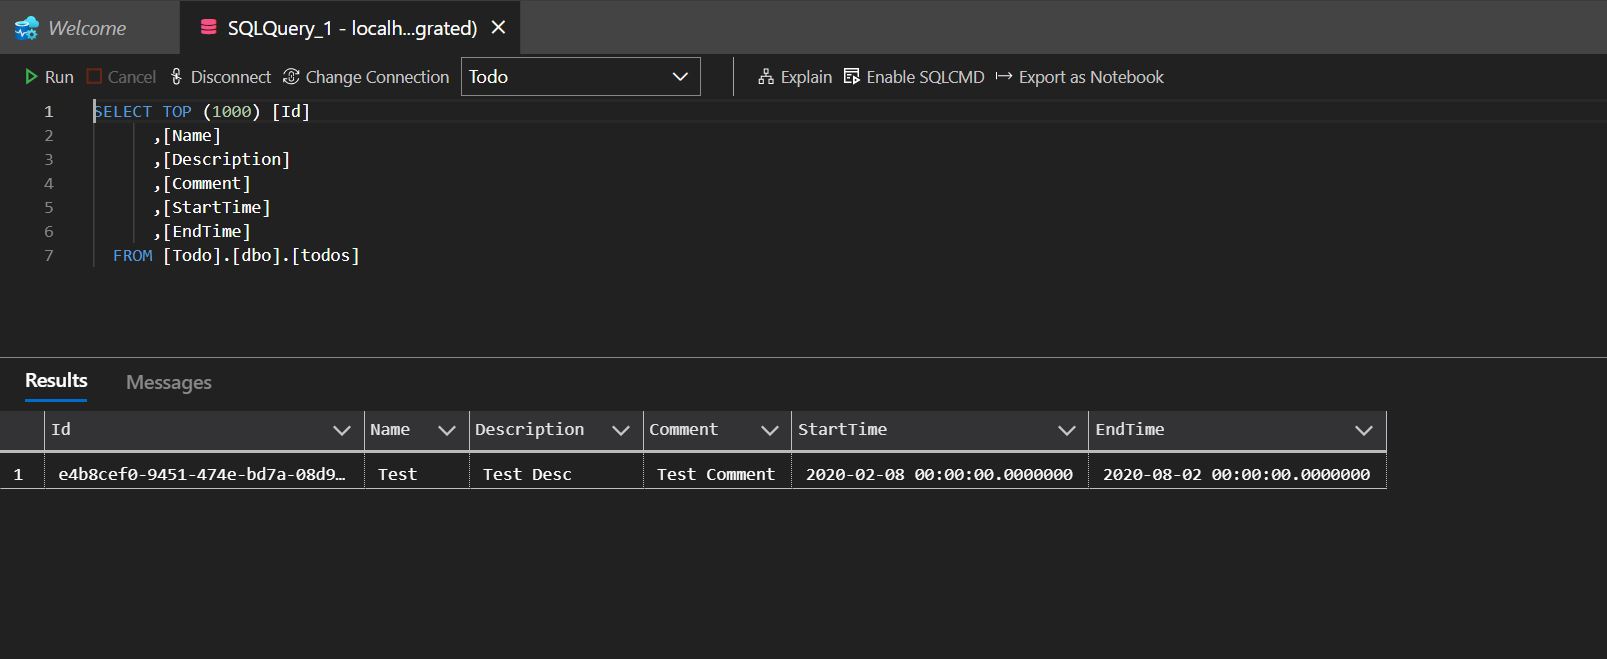 Welcome SQLQuery_1 - localh...grated)
Run Cancel Disconnect Change Connection Todo Explain Enable SQLCMD Export as Notebook
1 SELECT TOP (1000) [Id]
2 ,[Name]
3 ,[Description]
4 ,[Comment]
5 ,[StartTime]
6 ,[EndTime]
7 FROM [Todo].[dbo].[todos]
Results Messages
Id Name Description Comment StartTime EndTime
1 e4b8cef0-9451-474e-bd7a-08d9… Test Test Desc Test Comment 2020-02-08 00:00:00.0000000 2020-08-02 00:00:00.0000000